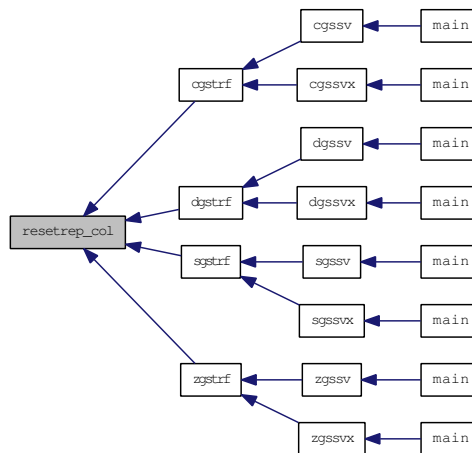 cgssv main
cgstrf cgssvx main
dgssv main
dgstrf dgssvx main
resetrep_col
sgstrf sgssv main
sgssvx main
zgstrf zgssv main
zgssvx main